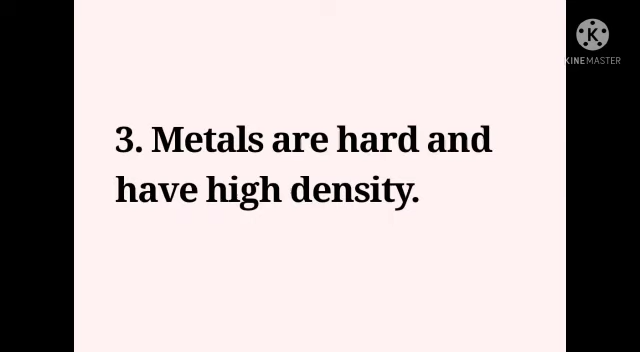 K
KINEMASTER
3. Metals are hard and
have high density.